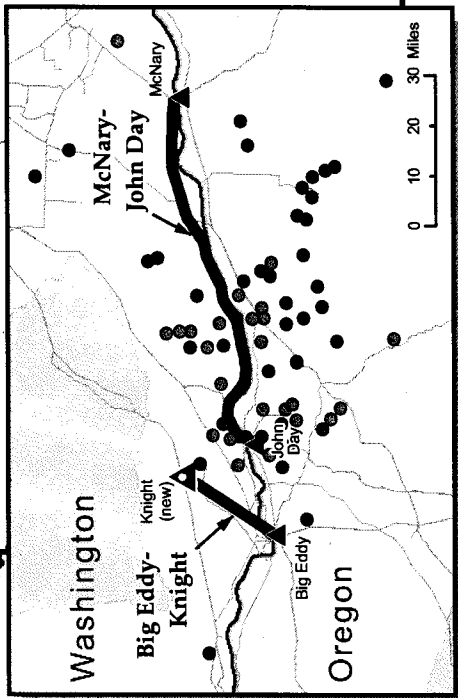 Washington
Oregon
McNary-
John Day
Big Eddy-
Knight
McNary
John
Day
Knight
(new)
Big Eddy
0 10 20 30 Miles